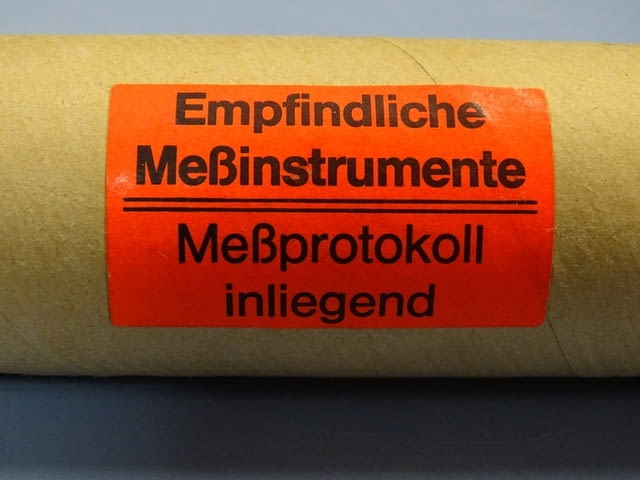 Empfindliche
Meßinstrumente
Meßprotokoll
inliegend